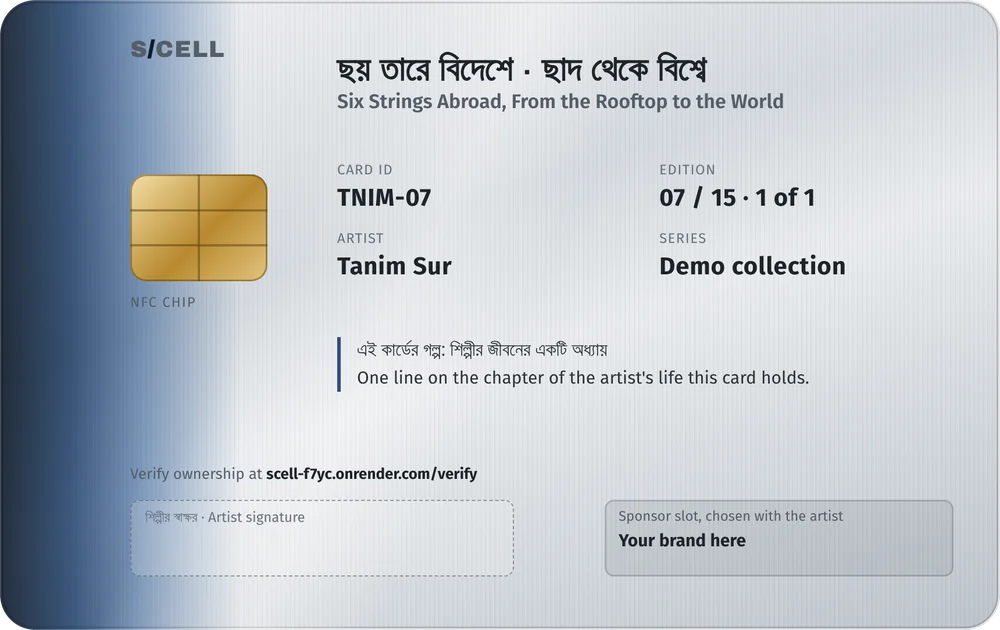 S/CELL
ছয় তারে বিদেশে · ছাদ থেকে বিশ্বে
Six Strings Abroad, From the Rooftop to the World
CARD ID
TNIM-07
EDITION
07 / 15 · 1 of 1
ARTIST
Tanim Sur
SERIES
Demo collection
NFC CHIP
এই কার্ডের গল্প: শিল্পীর জীবনের একটি অধ্যায়
One line on the chapter of the artist's life this card holds.
Verify ownership at scell-f7yc.onrender.com/verify
শিল্পীর স্বাক্ষর · Artist signature
Sponsor slot, chosen with the artist
Your brand here